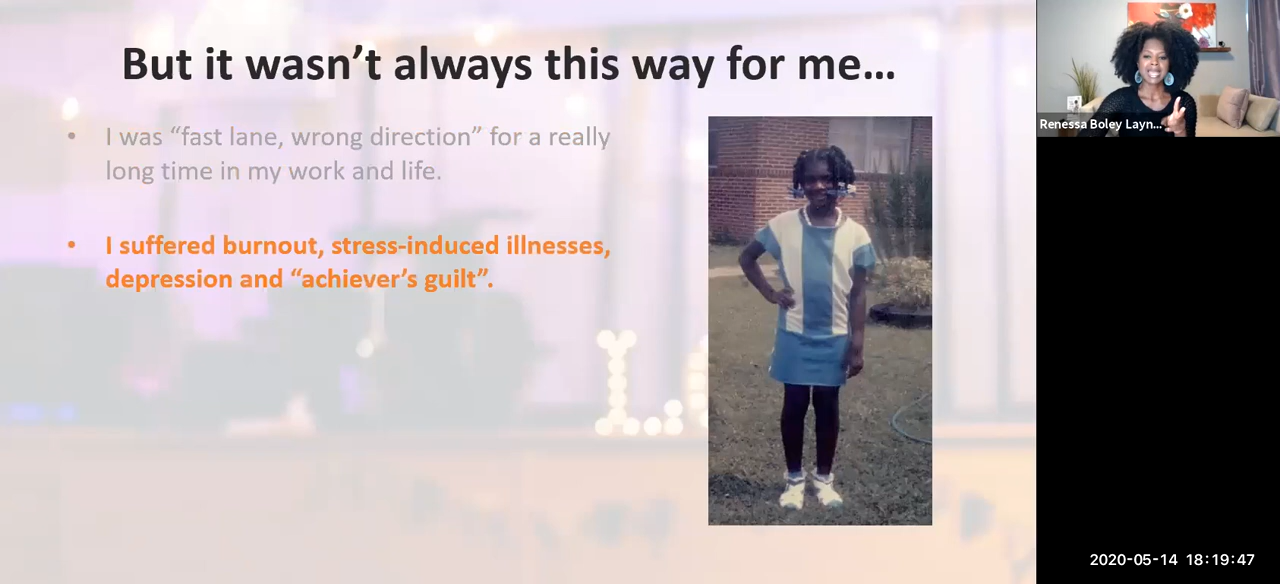 But it wasn’t always this way for me...
• I was “fast lane, wrong direction” for a really
long time in my work and life.
• I suffered burnout, stress-induced illnesses,
depression and “achiever’s guilt”.
L
Renessa Boley Layn...
2020-05-14 18:19:47